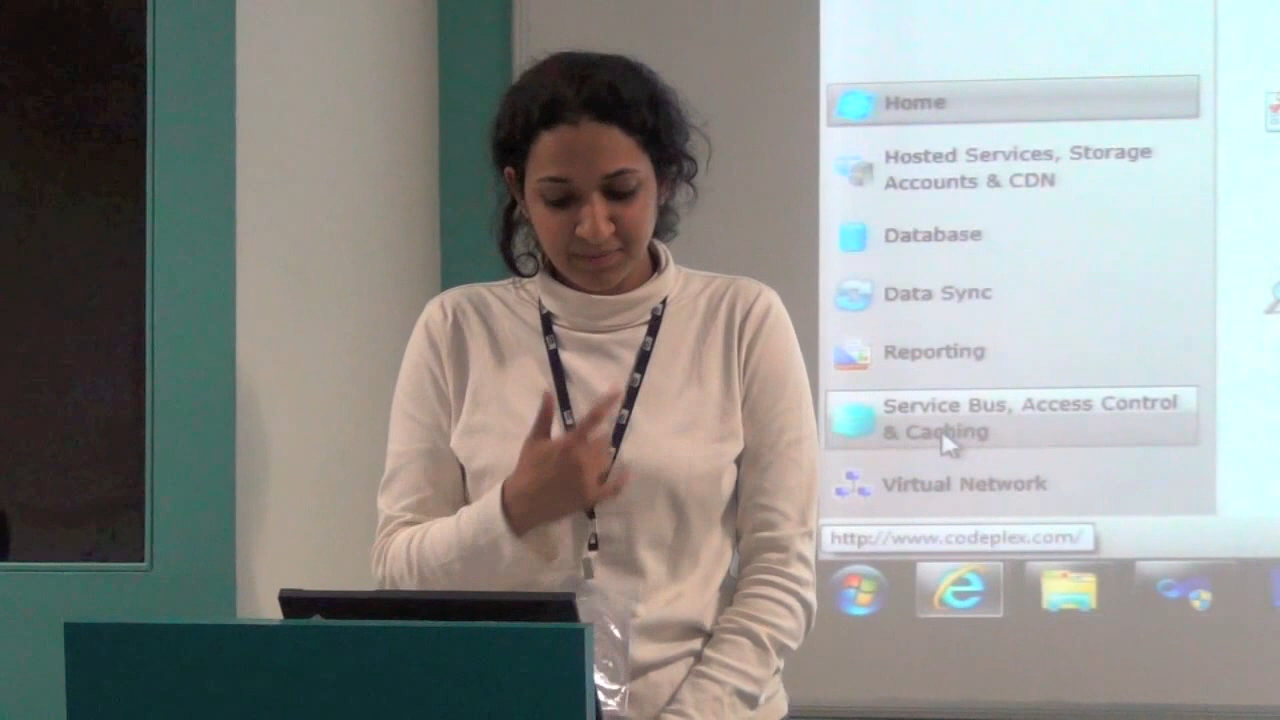 Home
Hosted Services, Storage
Accounts & CDN
Database
Data Sync
Reporting
Service Bus, Access Control
& Caching
Virtual Network
http://www.codeplex.com/